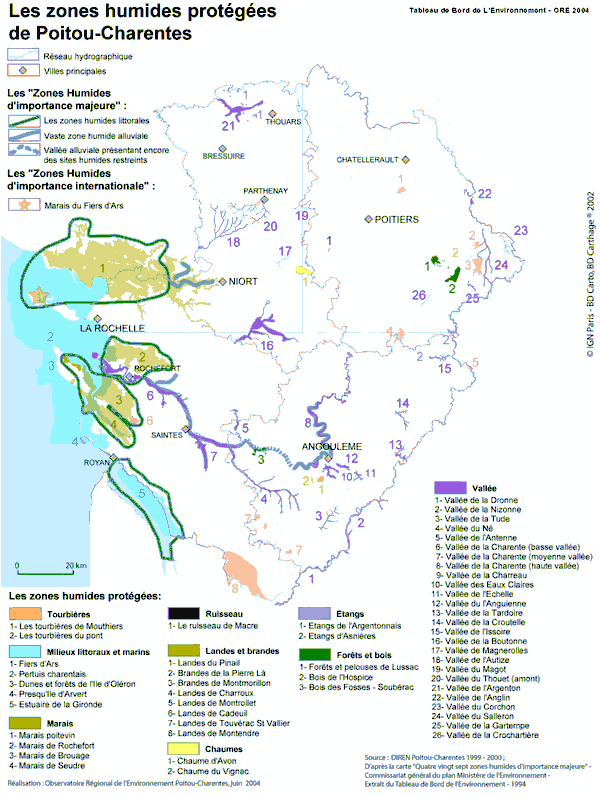 Les zones humides protégées
de Poitou-Charentes
Tableau de Bord de L'Environnement - ORE 2004
Réseau hydrographique
Villes principales
Les "Zones Humides
d'importance majeure" :
Les zones humides littorales
Vaste zone humide alluviale
Vallée alluviale présentant encore
des sites humides restreints
Les "Zones Humides
d'importance internationale" :
Marais du Fiers d'Ars
THOUARS
BRESSUIRE
CHATELLERAULT
PARTHENAY
POITIERS
NIORT
LA ROCHELLE
ROCHEFORT
SAINTES
ANGOULEME
ROYAN
© IGN Paris - BD Carto, BD Carthage ® 2002
0 20 km
Vallée
1- Vallée de la Dronne
2- Vallée de la Nizonne
3- Vallée de la Tude
4- Vallée du Né
5- Vallée de l'Antenne
6- Vallée de la Charente (basse vallée)
7- Vallée de la Charente (moyenne vallée)
8- Vallée de la Charente (haute vallée)
9- Vallée de la Charreau
10- Vallée des Eaux Claires
11- Vallée de l'Echelle
12- Vallée de l'Anguienne
13- Vallée de la Tardoire
14- Vallée de la Croutelle
15- Vallée de l'Issoire
16- Vallée de la Boutonne
17- Vallée de Magnerolles
18- Vallée de l'Autize
19- Vallée du Magot
20- Vallée du Thouet (amont)
21- Vallée de l'Argenton
22- Vallée de l'Anglin
23- Vallée du Corchon
24- Vallée du Salleron
25- Vallée de la Gartempe
26- Vallée de la Crochartière
Les zones humides protégées:
Tourbières
1- Les tourbières de Mouthiers
2- Les tourbières du pont
Milieux littoraux et marins
1- Fiers d'Ars
2- Pertuis charentais
3- Dunes et forêts de l'Ile d'Oléron
4- Presqu'île d'Arvert
5- Estuaire de la Gironde
Marais
1- Marais poitevin
2- Marais de Rochefort
3- Marais de Brouage
4- Marais de Seudre
Ruisseau
1- Le ruisseau de Macre
Landes et brandes
1- Landes du Pinail
2- Brandes de la Pierre Là
3- Brandes de Montmorillon
4- Landes de Charroux
5- Landes de Montrollet
6- Landes de Cadeuil
7- Landes de Touvérac St Vallier
8- Landes de Montendre
Chaumes
1- Chaume d'Avon
2- Chaume du Vignac
Etangs
1- Etangs de l'Argentonnais
2- Etangs d'Asnières
Forêts et bois
1- Forêts et pelouses de Lussac
2- Bois de l'Hospice
3- Bois des Fosses - Soubérac
Source : DIREN Poitou-Charentes 1999 - 2000 ;
D'après la carte "Quatre vingt sept zones humides d'importance majeure" -
Commissariat général du plan Ministère de l'Environnement -
Extrait du Tableau de Bord de l'Environnement - 1994
Réalisation : Observatoire Régional de l'Environnement Poitou-Charentes, juin 2004